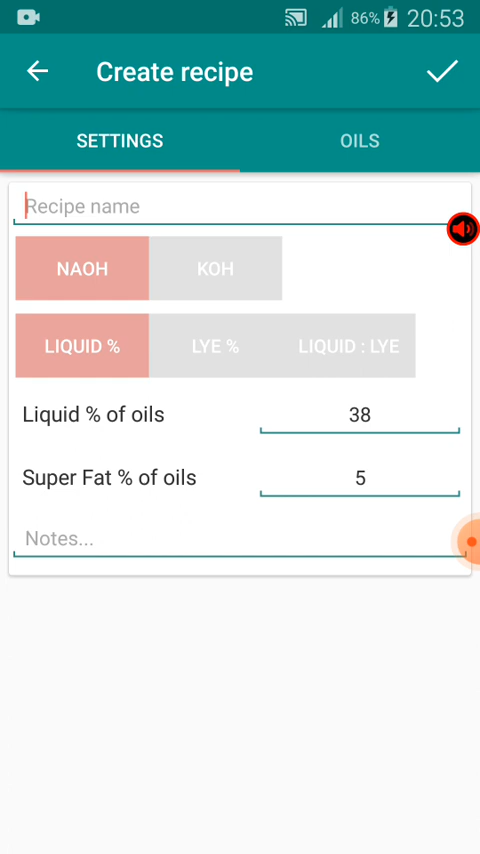 86% 20:53
Create recipe
SETTINGS OILS
Recipe name
NAOH KOH
LIQUID % LYE % LIQUID : LYE
Liquid % of oils 38
Super Fat % of oils 5
Notes...